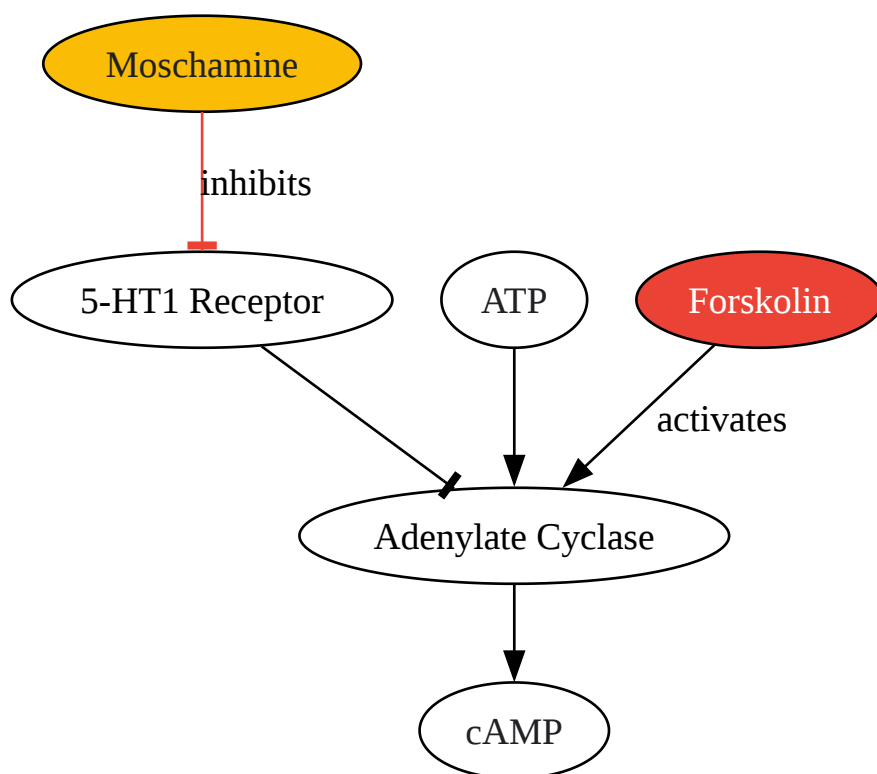 Moschamine
inhibits
5-HT1 Receptor
ATP
Forskolin
activates
Adenylate Cyclase
cAMP